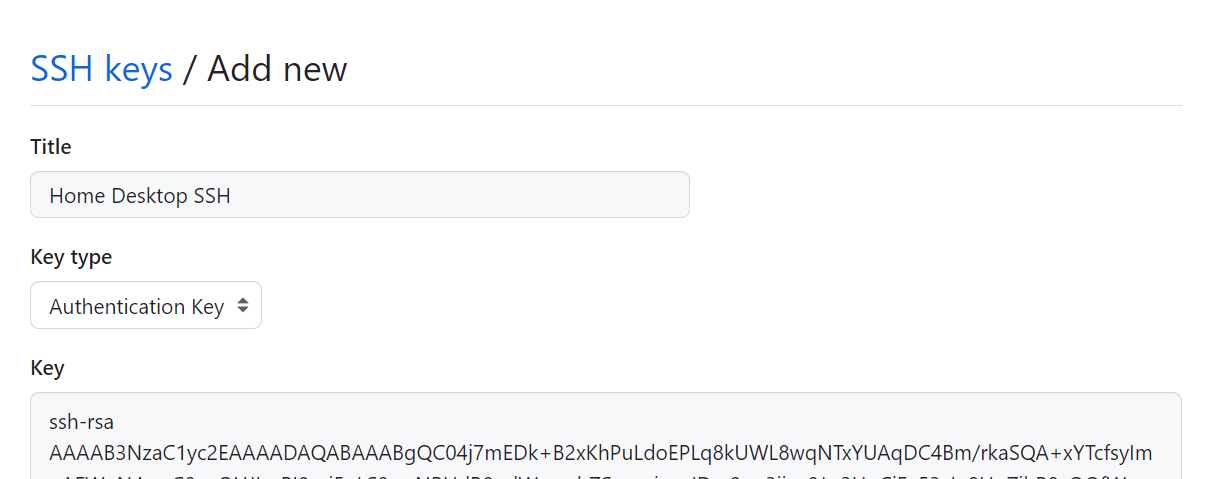 SSH keys / Add new
Title
Home Desktop SSH
Key type
Authentication Key
Key
ssh-rsa
AAAAB3NzaC1yc2EAAAADAQABAAABgQC04j7mEDk+B2xKhPuLdoEPLq8kUWL8wqNTxYUAqDC4Bm/rkaSQA+xYTcfsyIm